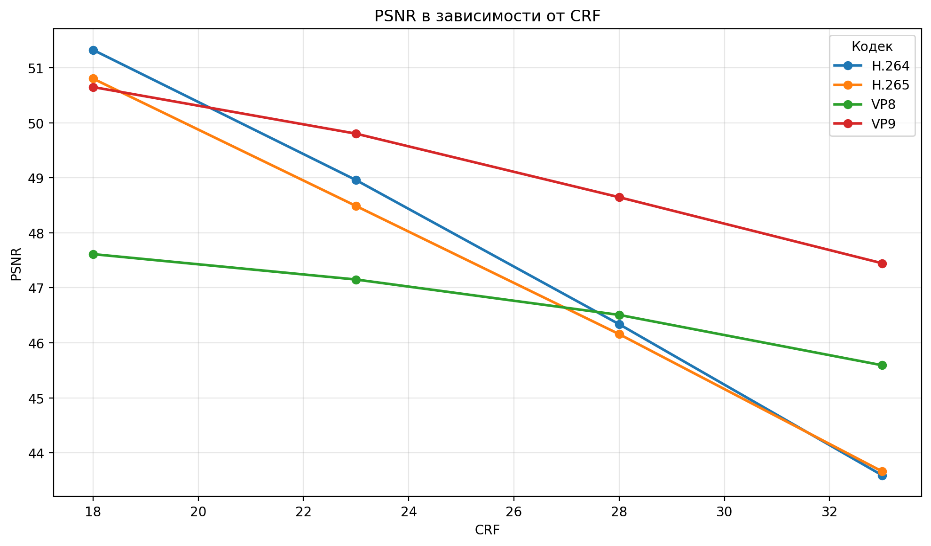 PSNR в зависимости от CRF
Кодек
H.264
H.265
VP8
VP9
PSNR
51
50
49
48
47
46
45
44
18 20 22 24 26 28 30 32
CRF